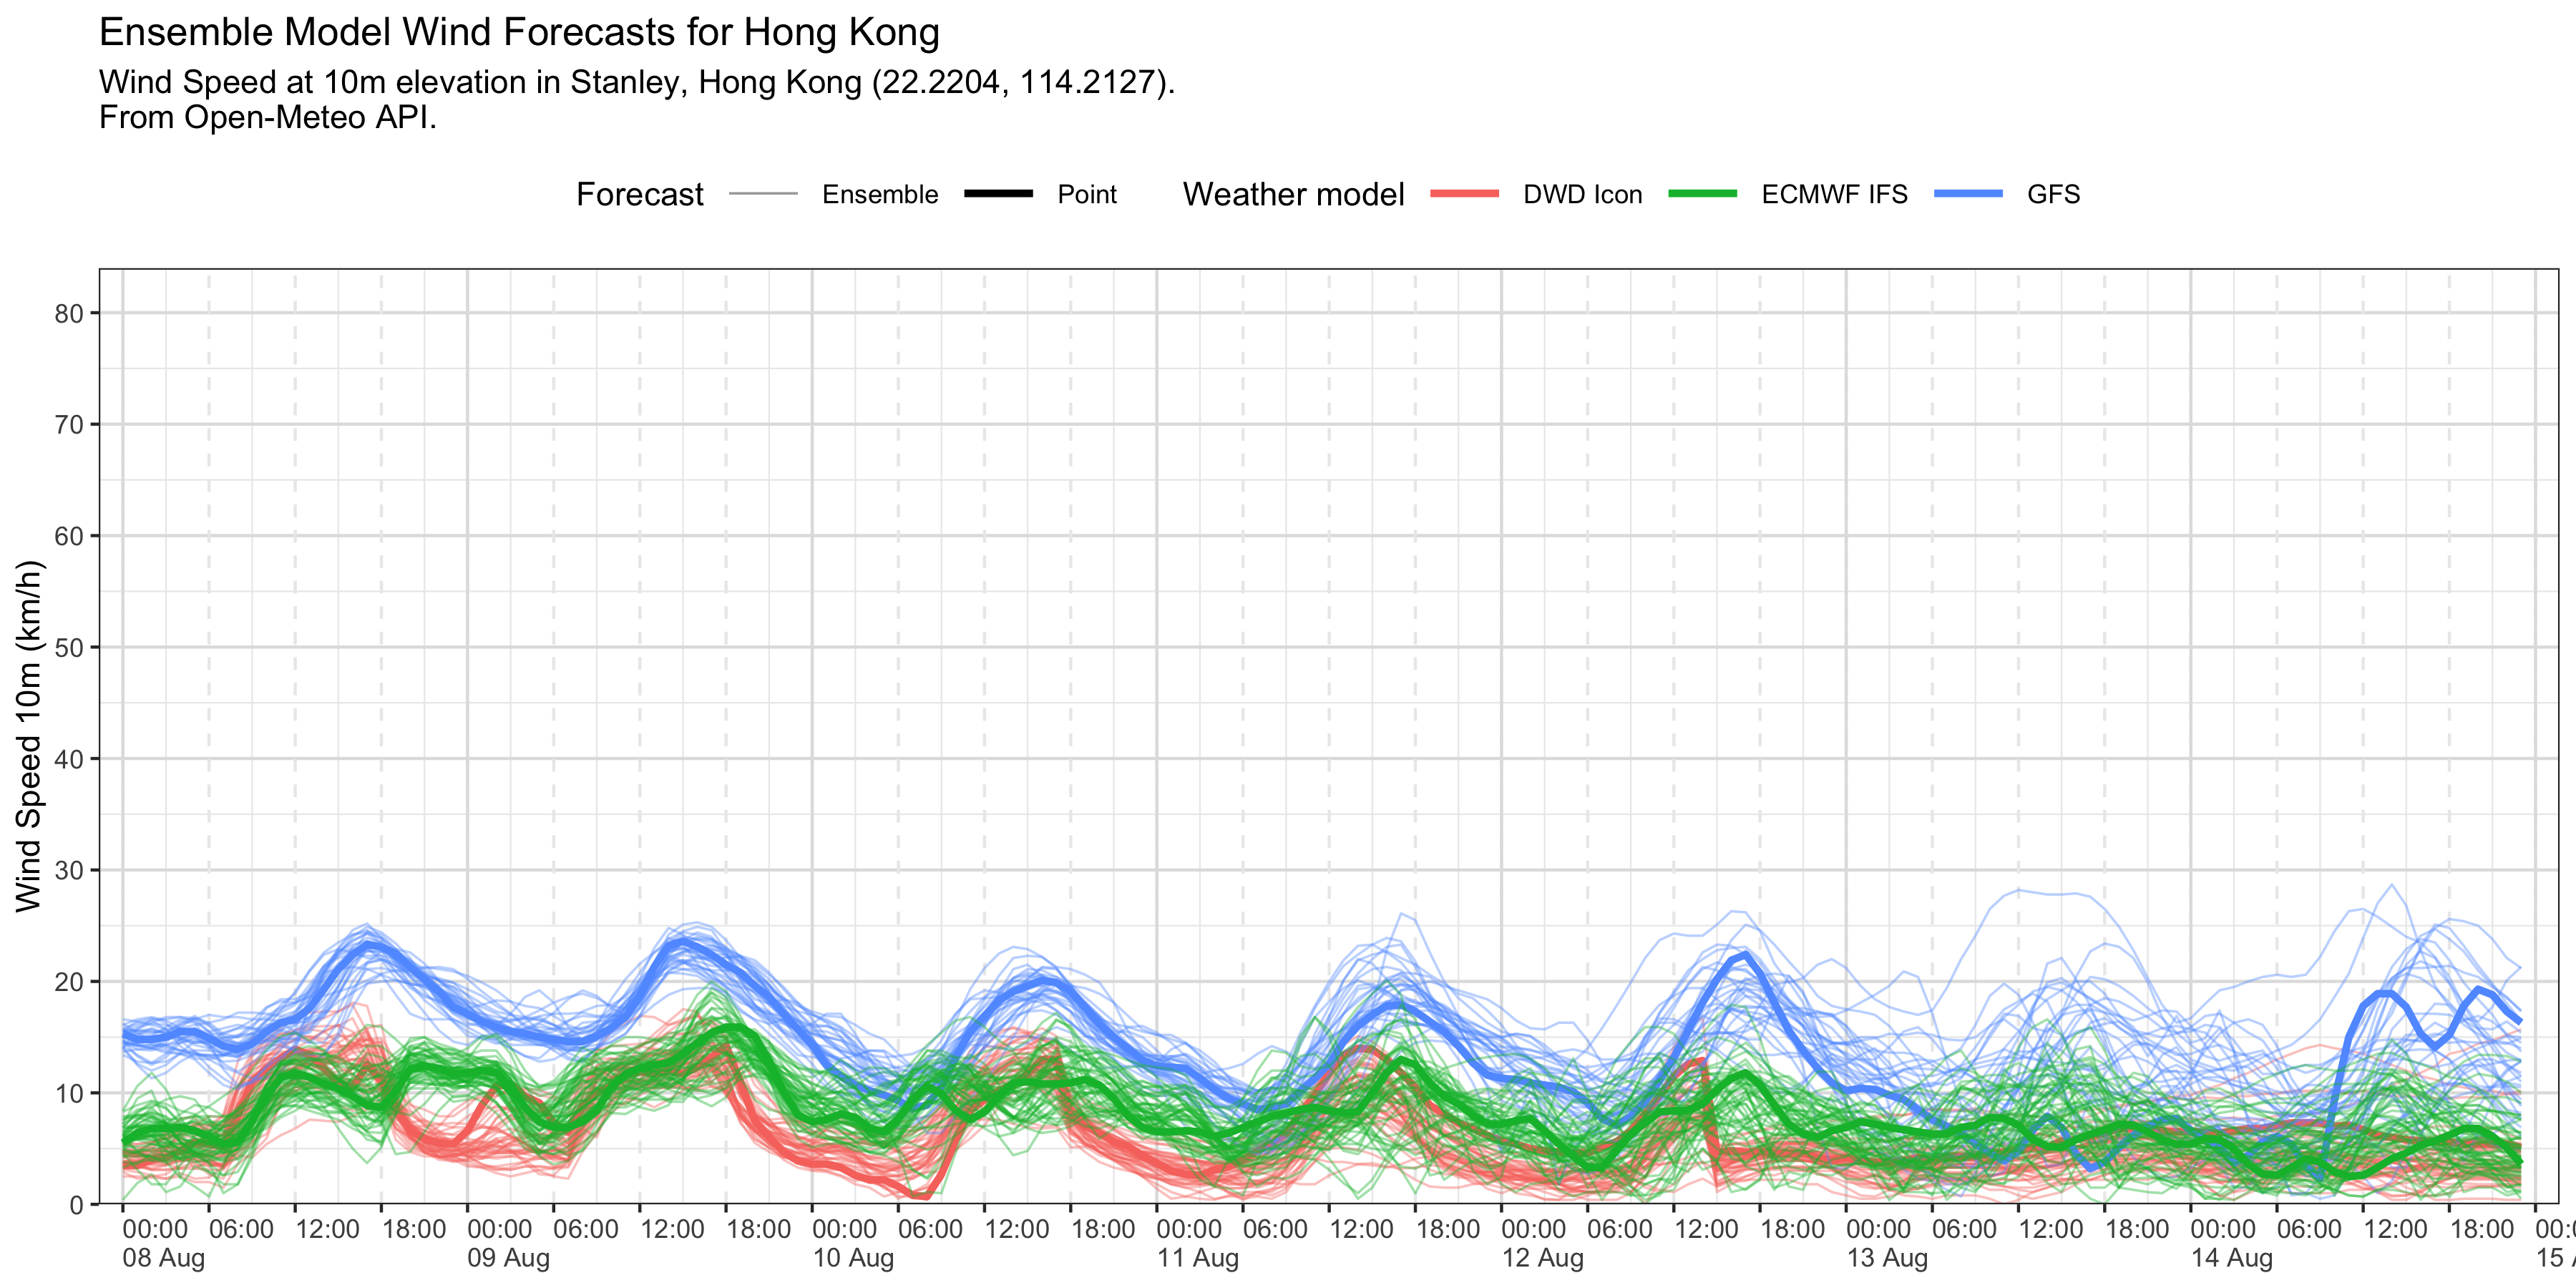 Ensemble Model Wind Forecasts for Hong Kong
Wind Speed at 10m elevation in Stanley, Hong Kong (22.2204, 114.2127).
From Open-Meteo API.
Forecast Ensemble Point Weather model DWD Icon ECMWF IFS GFS
Wind Speed 10m (km/h)
80
70
60
50
40
30
20
10
0
00:00 06:00 12:00 18:00 00:00 06:00 12:00 18:00 00:00 06:00 12:00 18:00 00:00 06:00 12:00 18:00 00:00 06:00 12:00 18:00 00:00 06:00 12:00 18:00 00:00 06:00 12:00 18:00
08 Aug 09 Aug 10 Aug 11 Aug 12 Aug 13 Aug 14 Aug 15